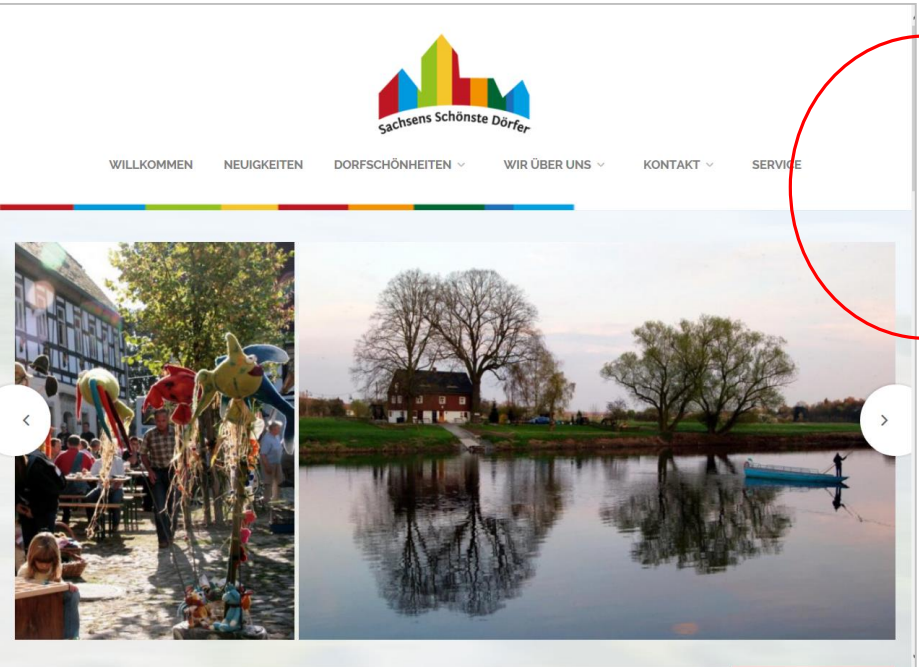 Sachsens Schönste Dörfer
WILLKOMMEN NEUIGKEITEN DORFSCHÖNHEITEN WIR ÜBER UNS KONTAKT SERVICE